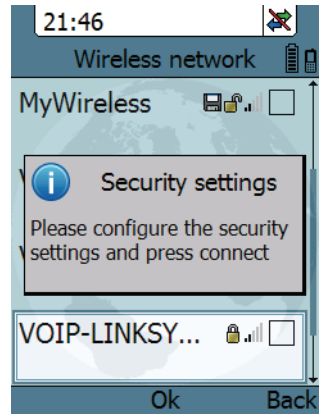 21:46
Wireless network
MyWireless
Security settings
Please configure the security
settings and press connect
VOIP-LINKSY...
Ok
Back